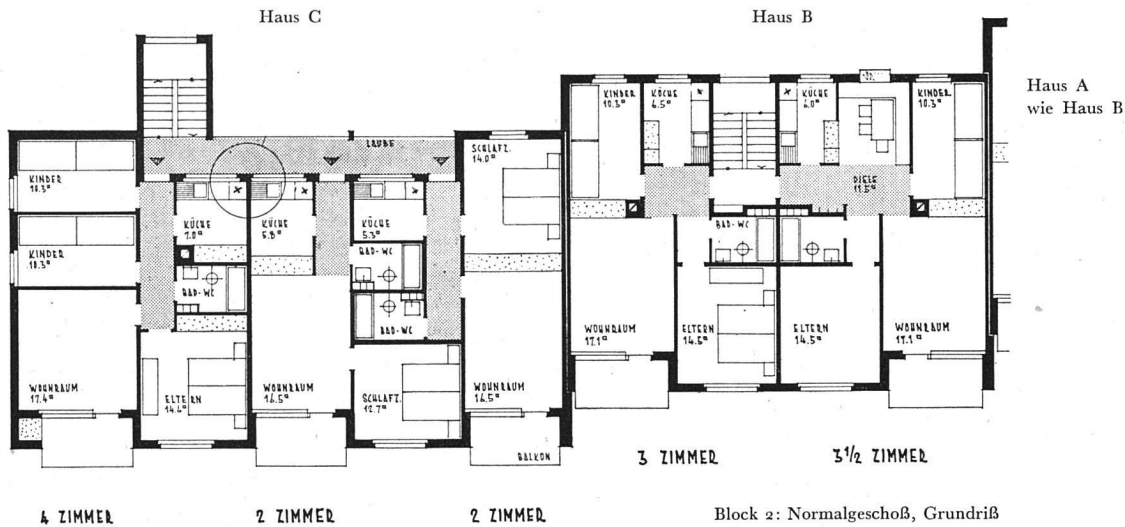 Haus C
Haus B
Haus A
wie Haus B
KINDER
10.3²
KÜCHE
6.5²
KÜCHE
6.0²
KINDER
10.3²
LAUBE
SCHLAFZ.
14.0²
KINDER
10.3²
DIELE
11.5²
KÜCHE
7.0²
KÜCHE
5.8²
KÜCHE
5.3²
BAD-WC
KINDER
10.3²
BAD-WC
BAD-WC
BAD-WC
WOHNRAUM
17.1²
ELTERN
14.5²
ELTERN
14.5²
WOHNRAUM
17.1²
WOHNRAUM
17.4²
ELTERN
14.6²
WOHNRAUM
16.5²
SCHLAFZ.
12.7²
WOHNRAUM
16.5²
BALKON
3 ZIMMER
3½ ZIMMER
4 ZIMMER
2 ZIMMER
2 ZIMMER
Block 2: Normalgeschoß, Grundriß